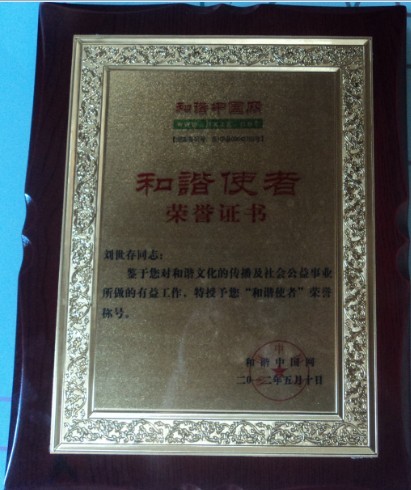 和谐中国网
和谐使者
荣誉证书
刘世春同志：
鉴于您对和谐文化的传播及社会公益事业
所做的有益工作，特授予您“和谐使者”荣誉
称号。
和谐中国网
二〇一二年五月十日